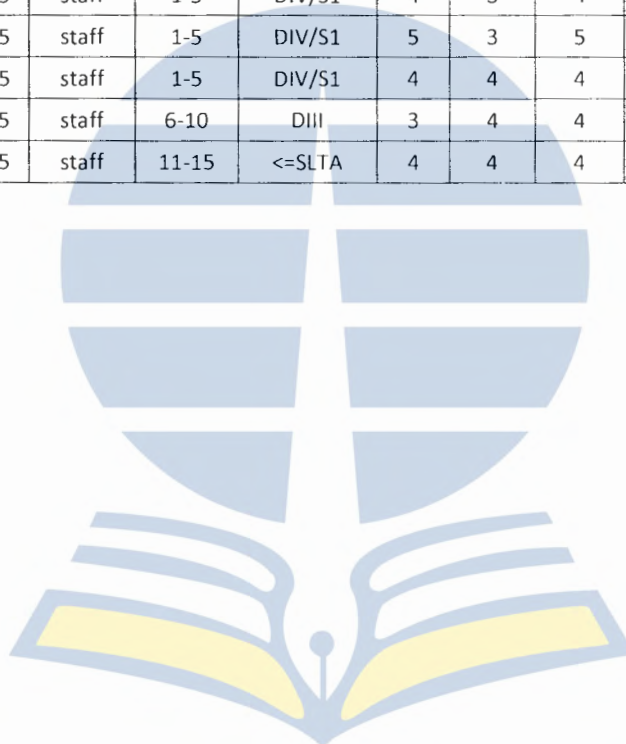 5 staff 1-5 DIV/S1 5 3 5
5 staff 1-5 DIV/S1 4 4 4
5 staff 6-10 DIII 3 4 4
5 staff 11-15 <=SLTA 4 4 4